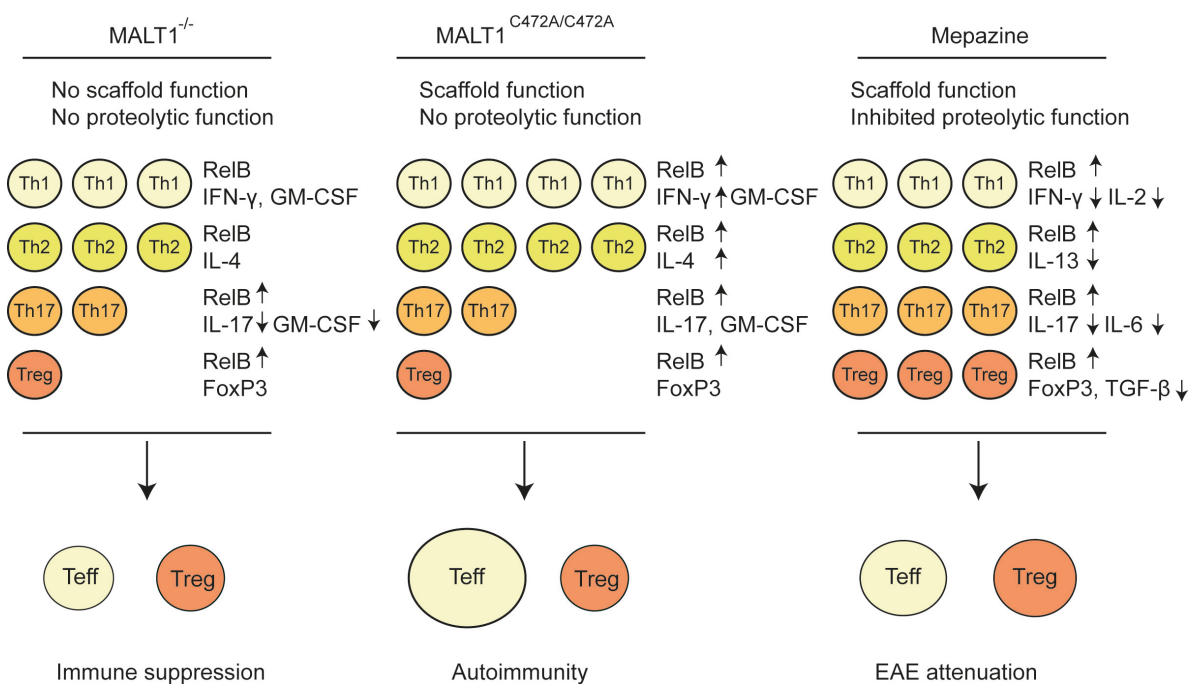 MALT1-/-
No scaffold function
No proteolytic function
Th1 Th1 Th1 RelB
IFN-γ, GM-CSF
Th2 Th2 Th2 RelB
IL-4
Th17 Th17 RelB ↑
IL-17 ↓ GM-CSF ↓
Treg RelB ↑
FoxP3
Teff Treg
Immune suppression
MALT1 C472A/C472A
Scaffold function
No proteolytic function
Th1 Th1 Th1 Th1 RelB ↑
IFN-γ ↑ GM-CSF
Th2 Th2 Th2 Th2 RelB ↑
IL-4 ↑
Th17 Th17 RelB ↑
IL-17, GM-CSF
Treg RelB ↑
FoxP3
Teff Treg
Autoimmunity
Mepazine
Scaffold function
Inhibited proteolytic function
Th1 Th1 Th1 RelB ↑
IFN-γ ↓ IL-2 ↓
Th2 Th2 Th2 RelB ↑
IL-13 ↓
Th17 Th17 Th17 RelB ↑
IL-17 ↓ IL-6 ↓
Treg Treg Treg RelB ↑
FoxP3, TGF-β ↓
Teff Treg
EAE attenuation